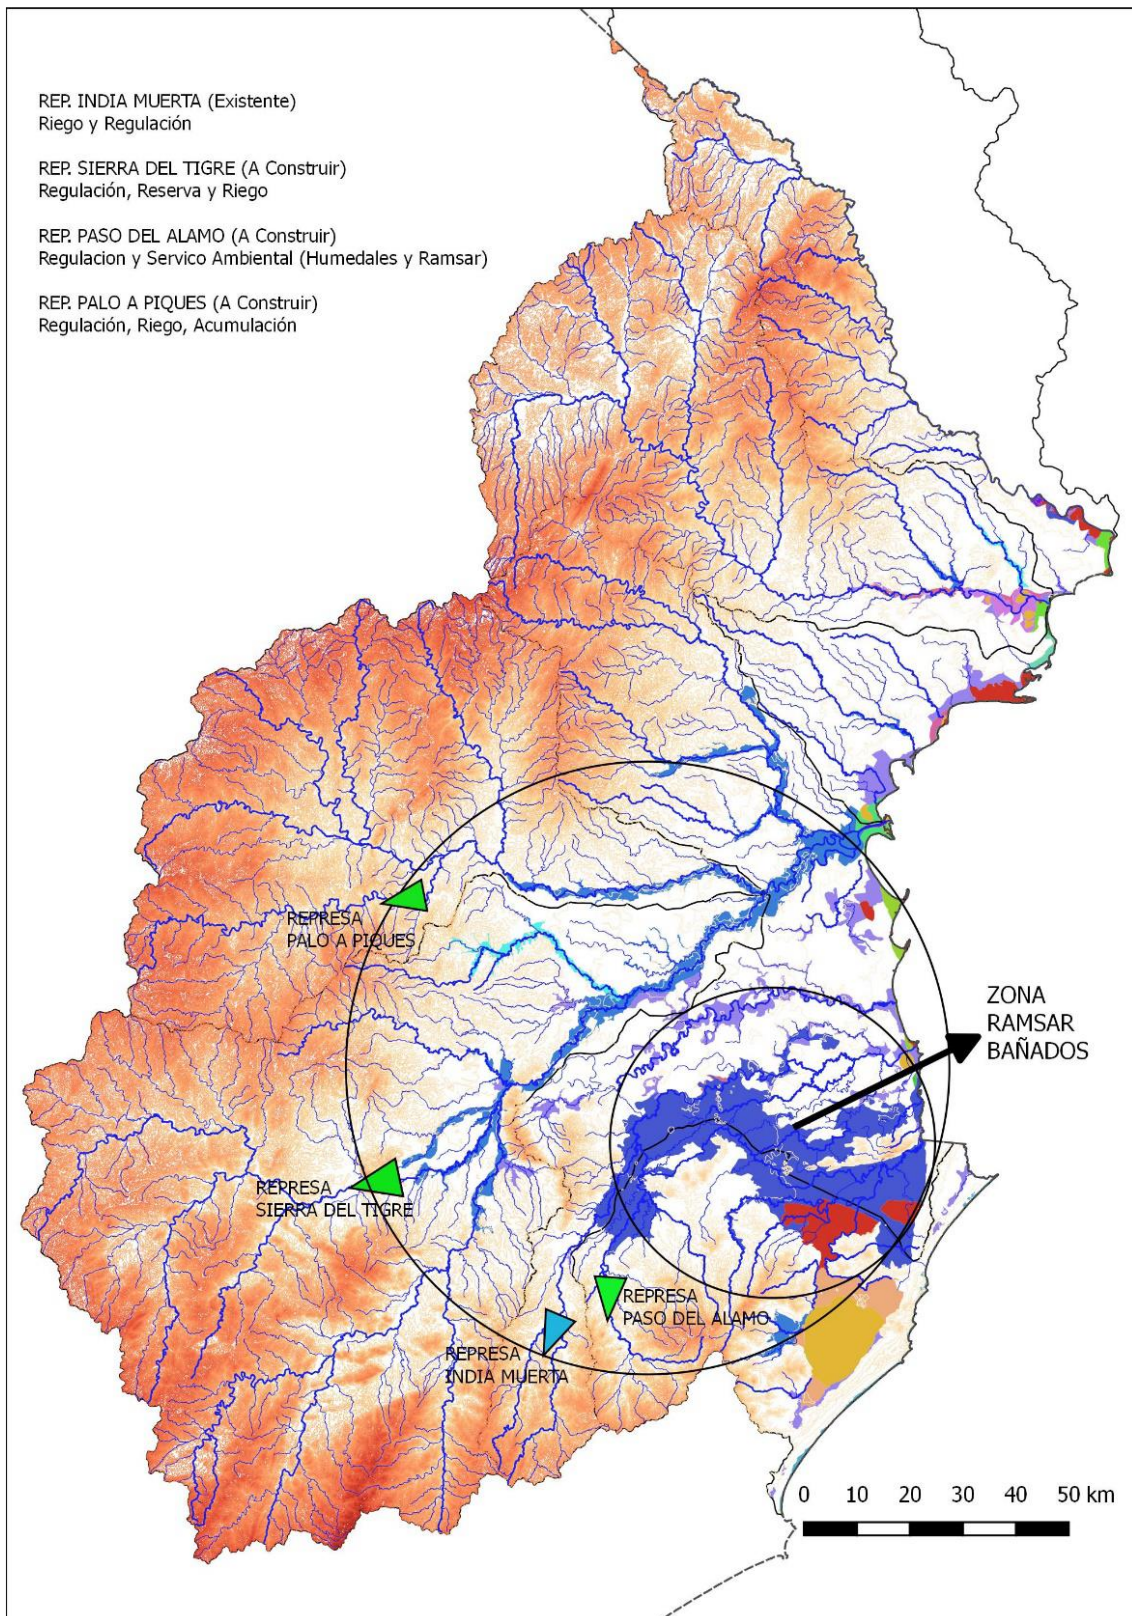 REP. INDIA MUERTA (Existente)
Riego y Regulación
REP. SIERRA DEL TIGRE (A Construir)
Regulación, Reserva y Riego
REP. PASO DEL ALAMO (A Construir)
Regulacion y Servico Ambiental (Humedales y Ramsar)
REP. PALO A PIQUES (A Construir)
Regulación, Riego, Acumulación
REPRESA
PALO A PIQUES
ZONA
RAMSAR
BAÑADOS
REPRESA
SIERRA DEL TIGRE
REPRESA
PASO DEL ALAMO
REPRESA
INDIA MUERTA
0 10 20 30 40 50 km